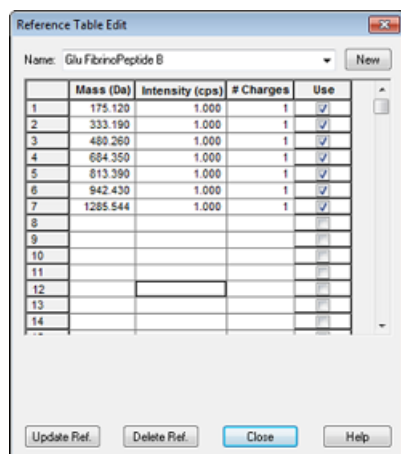 Reference Table Edit
Name: Glu FibrinoPeptide B New
Mass (Da) Intensity (cps) # Charges Use
1 175.120 1.000 1
2 333.190 1.000 1
3 480.260 1.000 1
4 684.350 1.000 1
5 813.390 1.000 1
6 942.430 1.000 1
7 1285.544 1.000 1
8
9
10
11
12
13
14
Update Ref. Delete Ref. Close Help